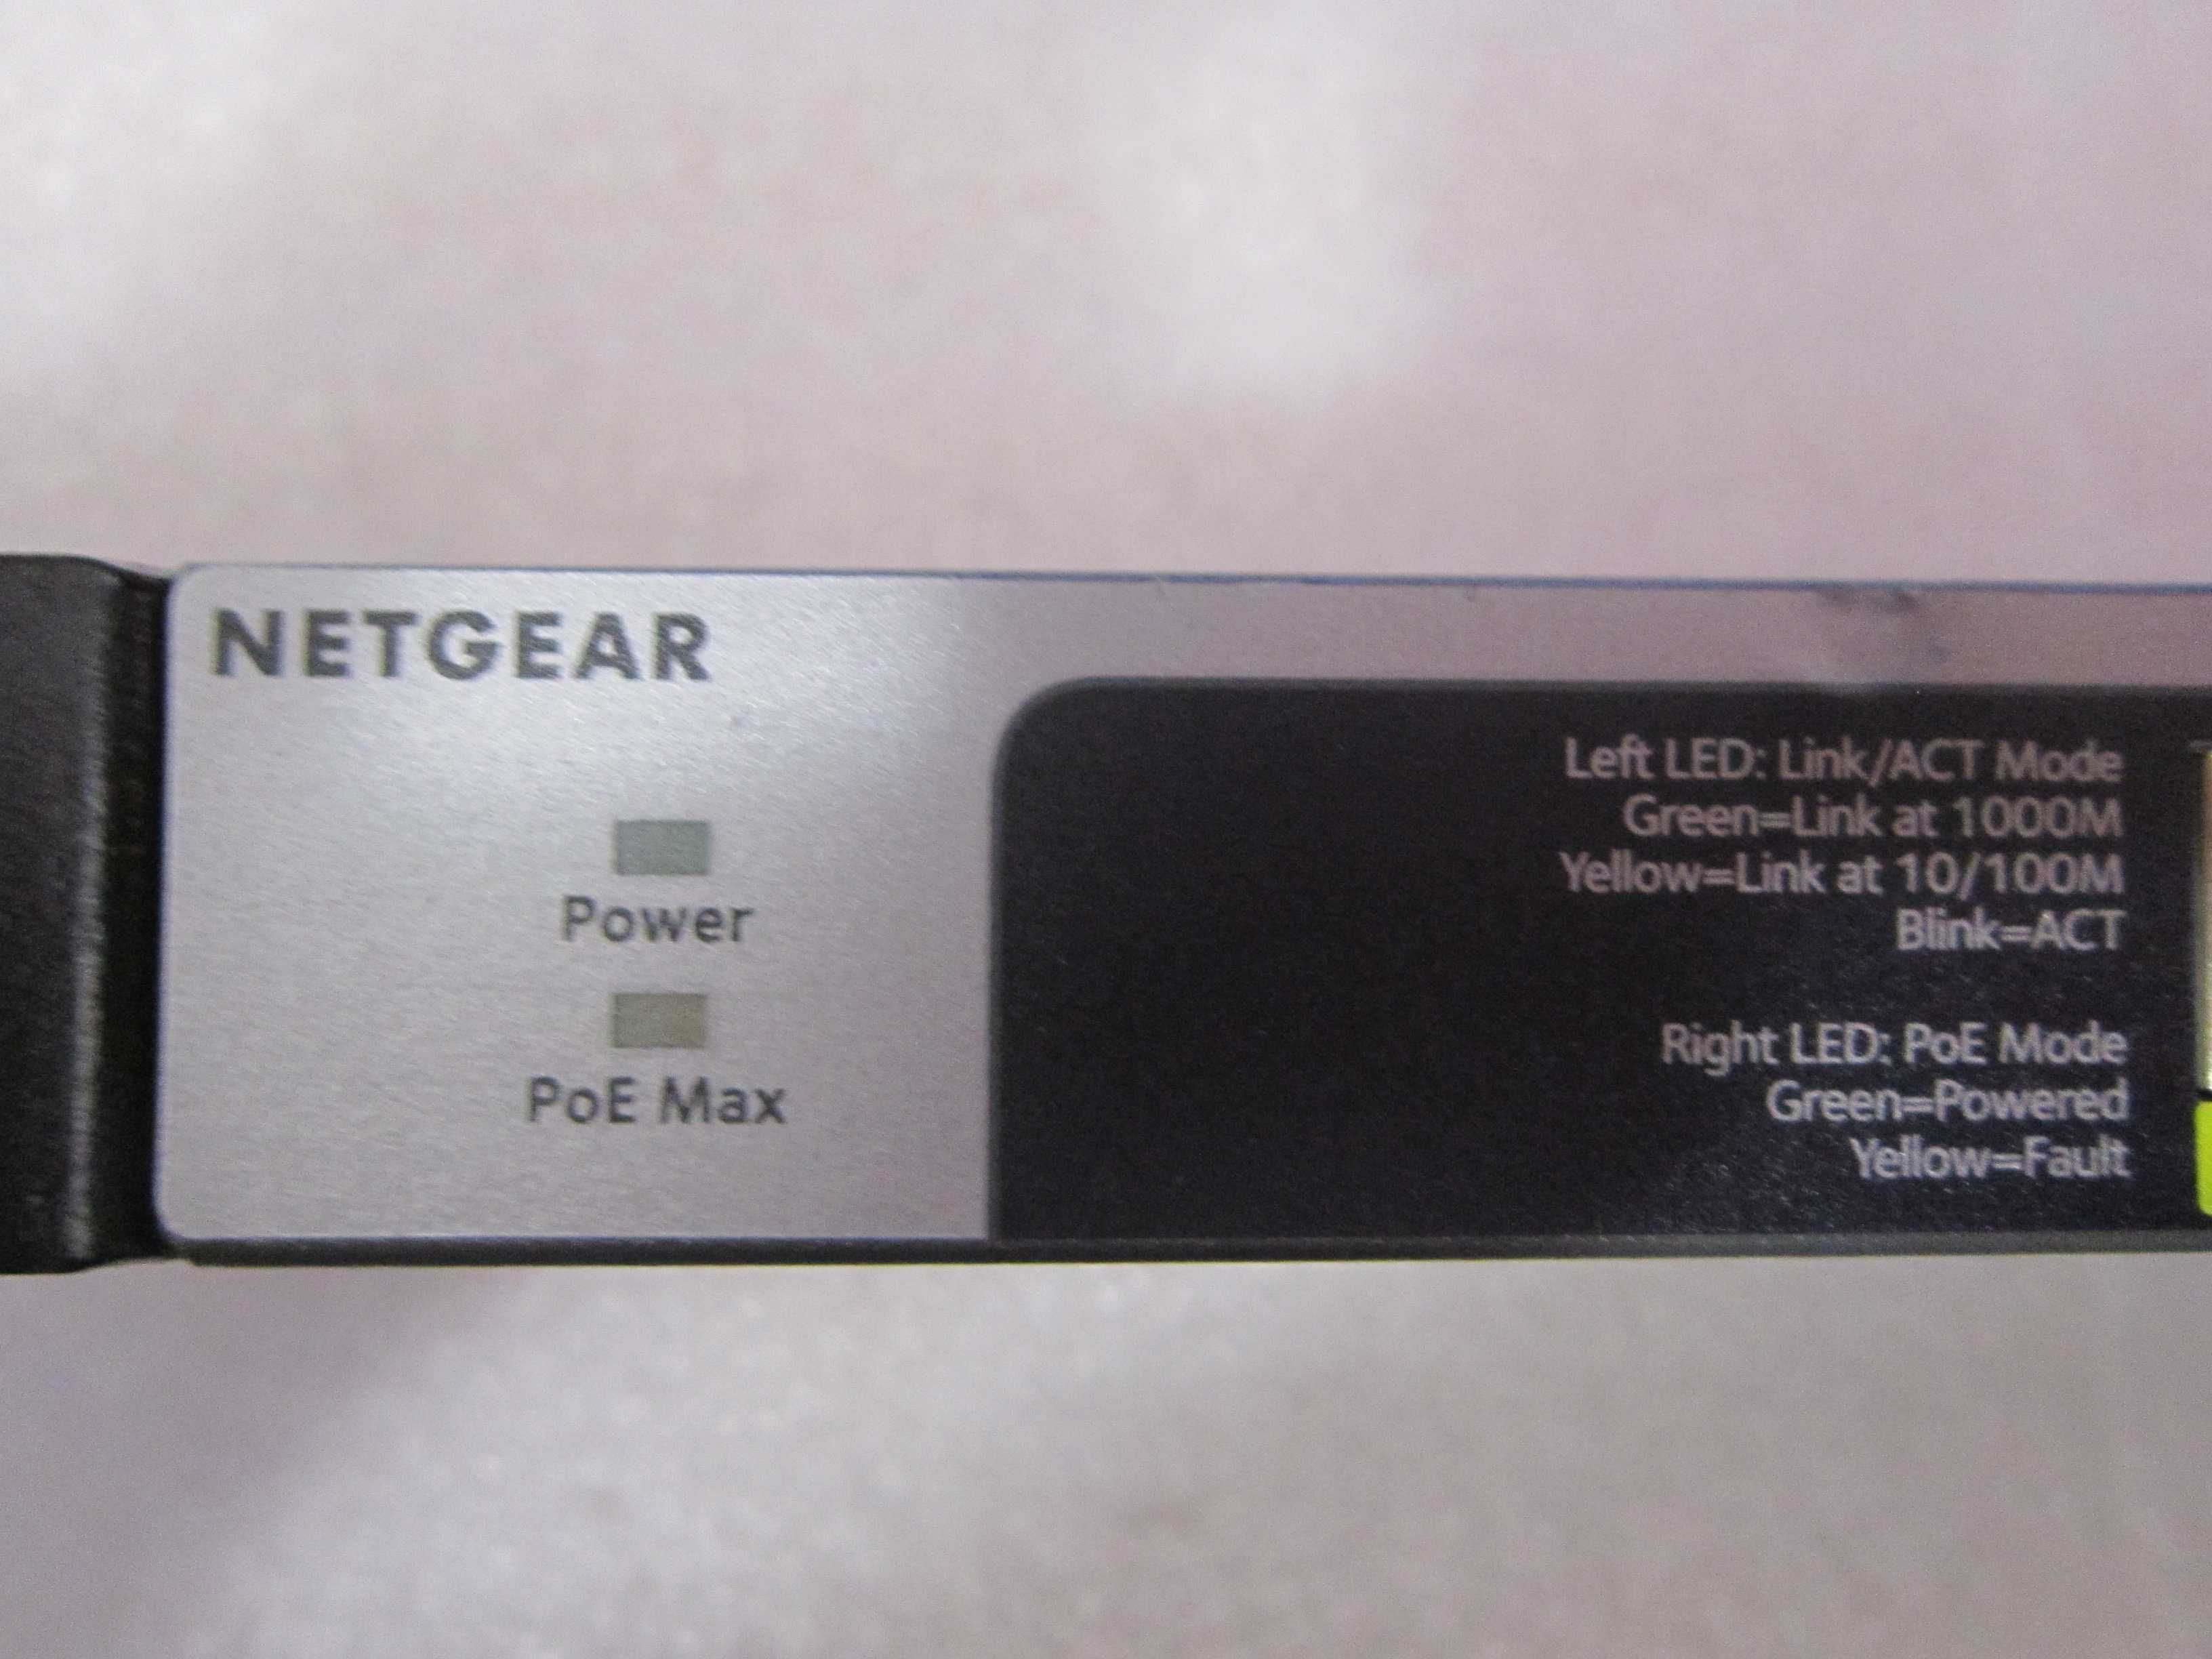 NETGEAR
Power
PoE Max
Left LED: Link/ACT Mode
Green=Link at 1000M
Yellow=Link at 10/100M
Blink=ACT
Right LED: PoE Mode
Green=Powered
Yellow=Fault